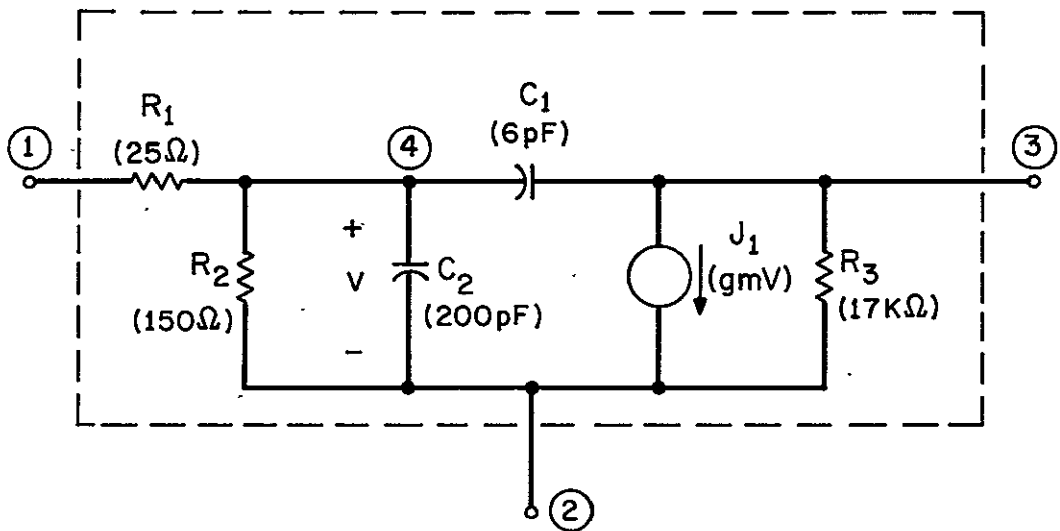 R1
(25Ω)
C1
(6pF)
1
4
3
+
V
−
R2
(150Ω)
C2
(200pF)
J1
(gmV)
R3
(17KΩ)
2